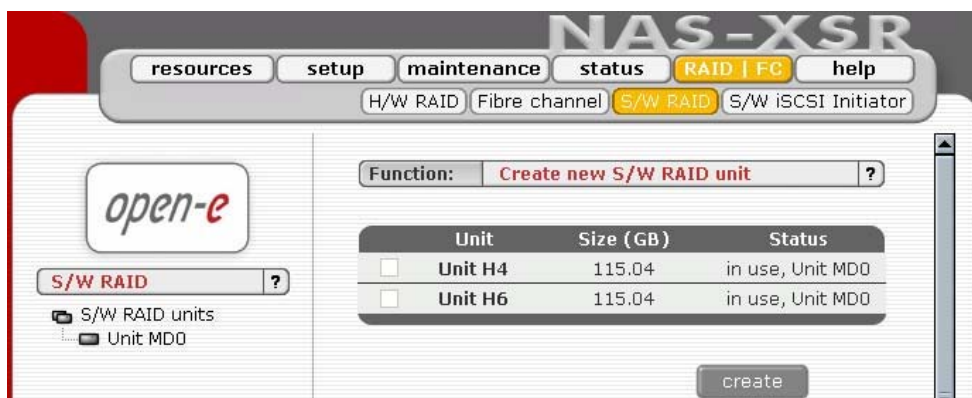 NAS-XSR
resources setup maintenance status RAID | FC help
H/W RAID Fibre channel S/W RAID S/W iSCSI Initiator
open-e
S/W RAID ?
S/W RAID units
Unit MD0
Function: Create new S/W RAID unit ?
Unit Size (GB) Status
Unit H4 115.04 in use, Unit MD0
Unit H6 115.04 in use, Unit MD0
create